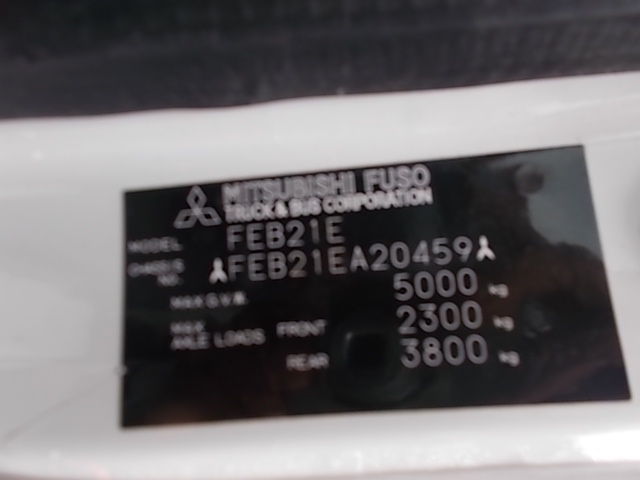 MITSUBISHI FUSO
TRUCK & BUS CORPORATION
MODEL FEB21E
CHASSIS NO. FEB21EA20459
MAX G.V.W. 5000 kg
MAX AXLE LOADS FRONT 2300 kg
REAR 3800 kg